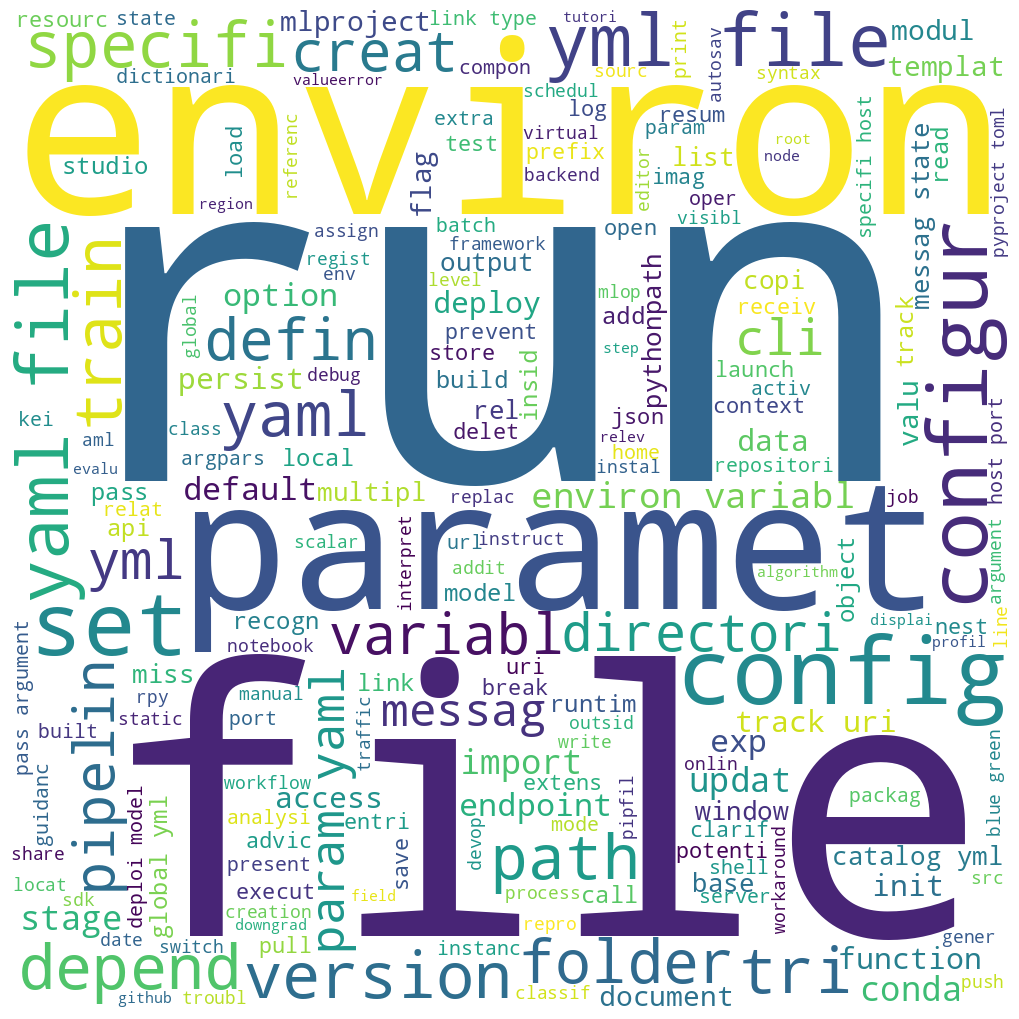 resourc
state
mlproject
link type
tutori
specifi
creat
yml
file
modul
print
autosav
templat
dictionari
valueerror
compon
sourc
syntax
environ
schedul
log
resum
extra
virtual
param
root
test
prefix
list
node
studio
load
referenc
flag
backend
editor
imag
oper
visibl
specifi host
messag state
read
pyproject toml
region
assign
batch
framework
open
regist
env
level
output
run
yaml file
train
global
option
deploy
mlop
copi
receiv
add
pythonpath
prevent
defin
store
step
cli
insid
launch
persist
debug
build
activ
track
valu
configur
kei
class
yaml
rel
json
context
aml
delet
relev
data
home
argpars
local
instal
repositori
evalu
pass
default
multipl
replac
environ variabl
job
relat
api
paramet
host port
scalar
interpret
url
instruct
yml
addit
algorithm
model
object
argument
set
recogn
variabl
directori
displai
nest
line
notebook
profil
pass argument
miss
uri
config
pipelin
rpy
manual
link
break
runtim
static
port
messag
outsid
built
param yaml
traffic
write
track uri
exp
file
guidanc
workflow
import
extens
onlin
updat
window
blue green
access
endpoint
packag
share
deploi model
global yml
analysi
entri
mode
pipfil
clarif
advic
devop
potenti
workaround
present
save
path
shell
catalog yml
locat
execut
base
init
src
sdk
field
process
call
server
stage
creation
downgrad
repro
date
pull
instanc
gener
switch
function
depend
version
folder
tri
github
troubl
classif
document
conda
push